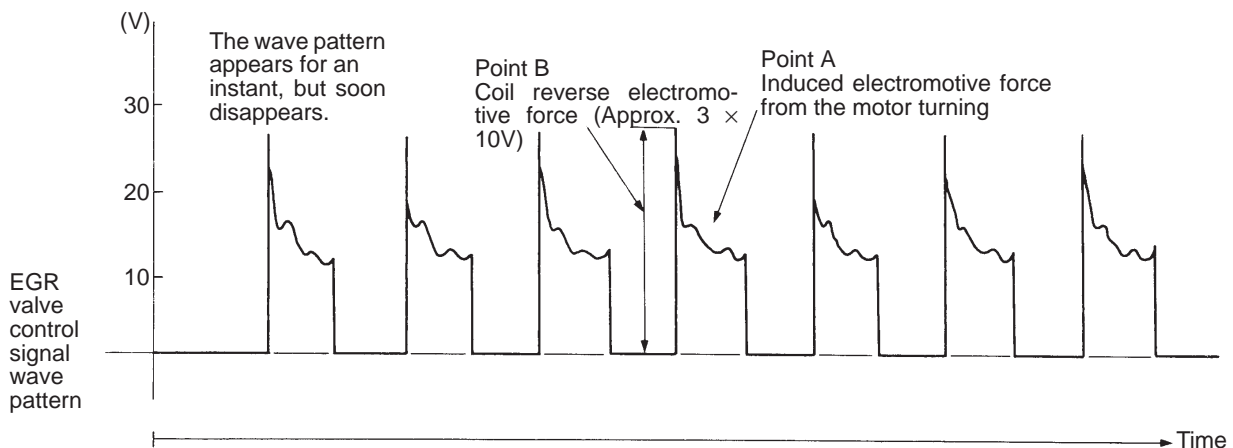 (V)
The wave pattern
appears for an
instant, but soon
disappears.
Point B
Coil reverse electromo-
tive force (Approx. 3 ×
10V)
Point A
Induced electromotive force
from the motor turning
30
20
10
EGR
valve
control
signal
wave
pattern
Time